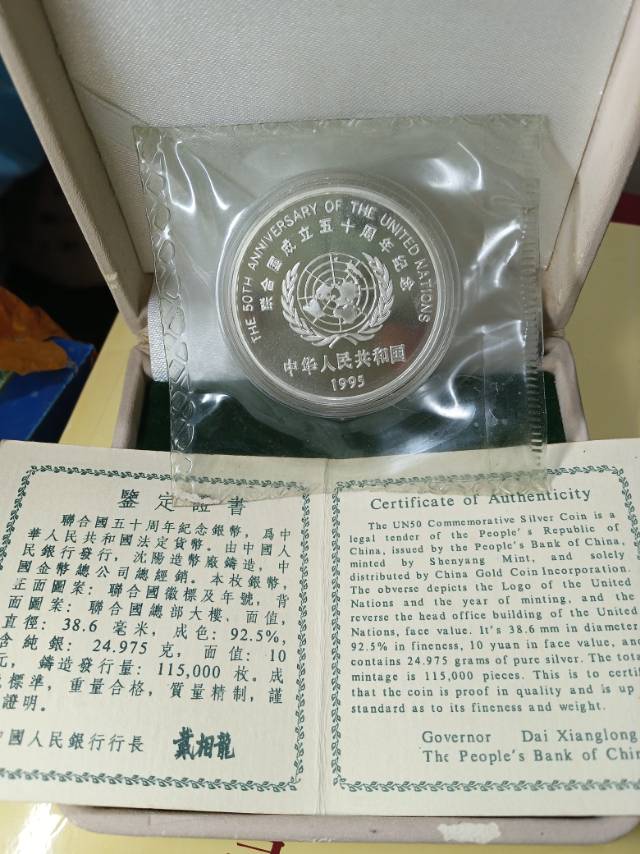 THE 50TH ANNIVERSARY OF THE UNITED NATIONS
聯合國成立五十周年纪念
中华人民共和國
1995
鑒定證書
聯合國五十周年紀念銀幣，爲中
華人民共和國法定貨幣。由中國人
民銀行發行，沈陽造幣廠鑄造，中
國金幣總公司總經銷。本枚銀幣，
正面圖案：聯合國徽標及年號，背
面圖案：聯合國總部大樓，面值，
直徑：38.6 毫米，成色：92.5%，
含純銀：24.975 克，面值：10
元，鑄造發行量：115,000 枚。成
標準，重量合格，質量精制，謹
證明。
國人民銀行行長 戴相龍
Certificate of Authenticity
The UN50 Commemorative Silver Coin is a
legal tender of the People's Republic of
China, issued by the People's Bank of China,
minted by Shenyang Mint, and solely
distributed by China Gold Coin Incorporation.
The obverse depicts the Logo of the United
Nations and the year of minting, and the
reverse the head office building of the United
Nations, face value. It's 38.6 mm in diameter
92.5% in fineness, 10 yuan in face value, and
contains 24.975 grams of pure silver. The total
mintage is 115,000 pieces. This is to certify
that the coin is proof in quality and is up
standard as to its fineness and weight.
Governor Dai Xianglong
The People's Bank of Chin